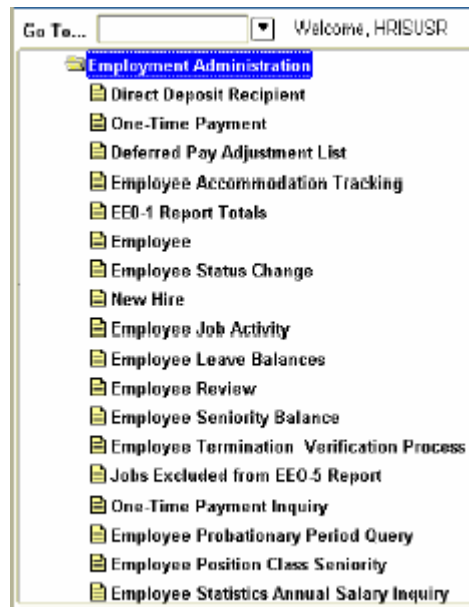 Go To... Welcome, HRISUSR
Employment Administration
Direct Deposit Recipient
One-Time Payment
Deferred Pay Adjustment List
Employee Accommodation Tracking
EEO-1 Report Totals
Employee
Employee Status Change
New Hire
Employee Job Activity
Employee Leave Balances
Employee Review
Employee Seniority Balance
Employee Termination Verification Process
Jobs Excluded from EEO-5 Report
One-Time Payment Inquiry
Employee Probationary Period Query
Employee Position Class Seniority
Employee Statistics Annual Salary Inquiry